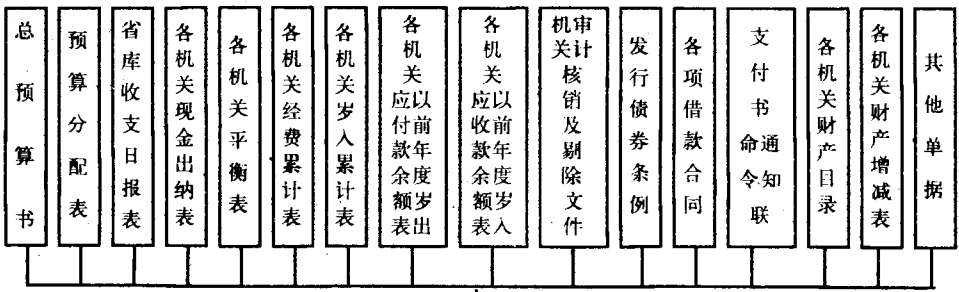 总预算书
预算分配表
省库收支日报表
各机关现金出纳表
各机关平衡表
各机关经费累计表
各机关岁入累计表
各机关以前年度岁出应付款余额表
各机关以前年度岁入应收款余额表
机关审计核销及剔除文件
发行债券条例
各项借款合同
支付书命令通知联
各机关财产目录
各机关财产增减表
其他单据